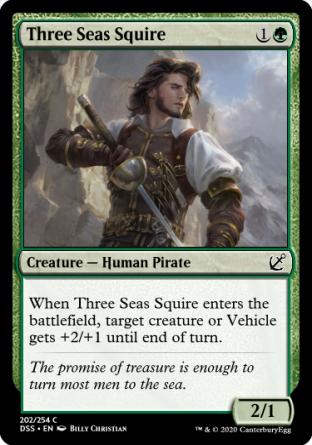 Three Seas Squire 1
Creature — Human Pirate
When Three Seas Squire enters the
battlefield, target creature or Vehicle
gets +2/+1 until end of turn.
The promise of treasure is enough to
turn most men to the sea.
2/1
202/254 C
DSS • EN BILLY CHRISTIAN ™ & © 2020 CanterburyEgg